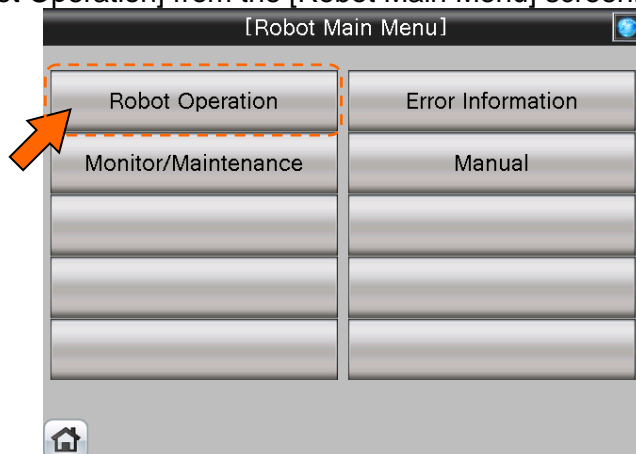 Operation] from the [Robot Main Menu] screen.
[Robot Main Menu]
Robot Operation
Error Information
Monitor/Maintenance
Manual